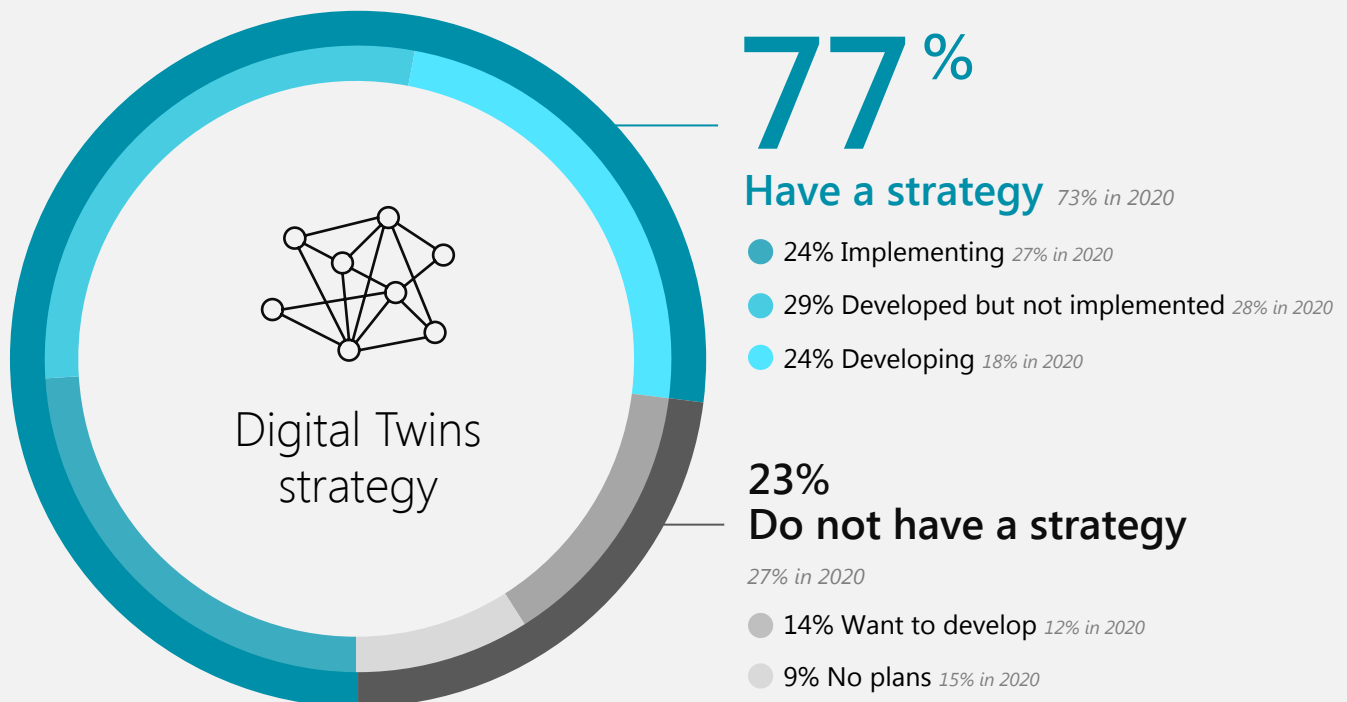 77%
Have a strategy 73% in 2020
24% Implementing 27% in 2020
29% Developed but not implemented 28% in 2020
24% Developing 18% in 2020
Digital Twins
strategy
23%
Do not have a strategy
27% in 2020
14% Want to develop 12% in 2020
9% No plans 15% in 2020